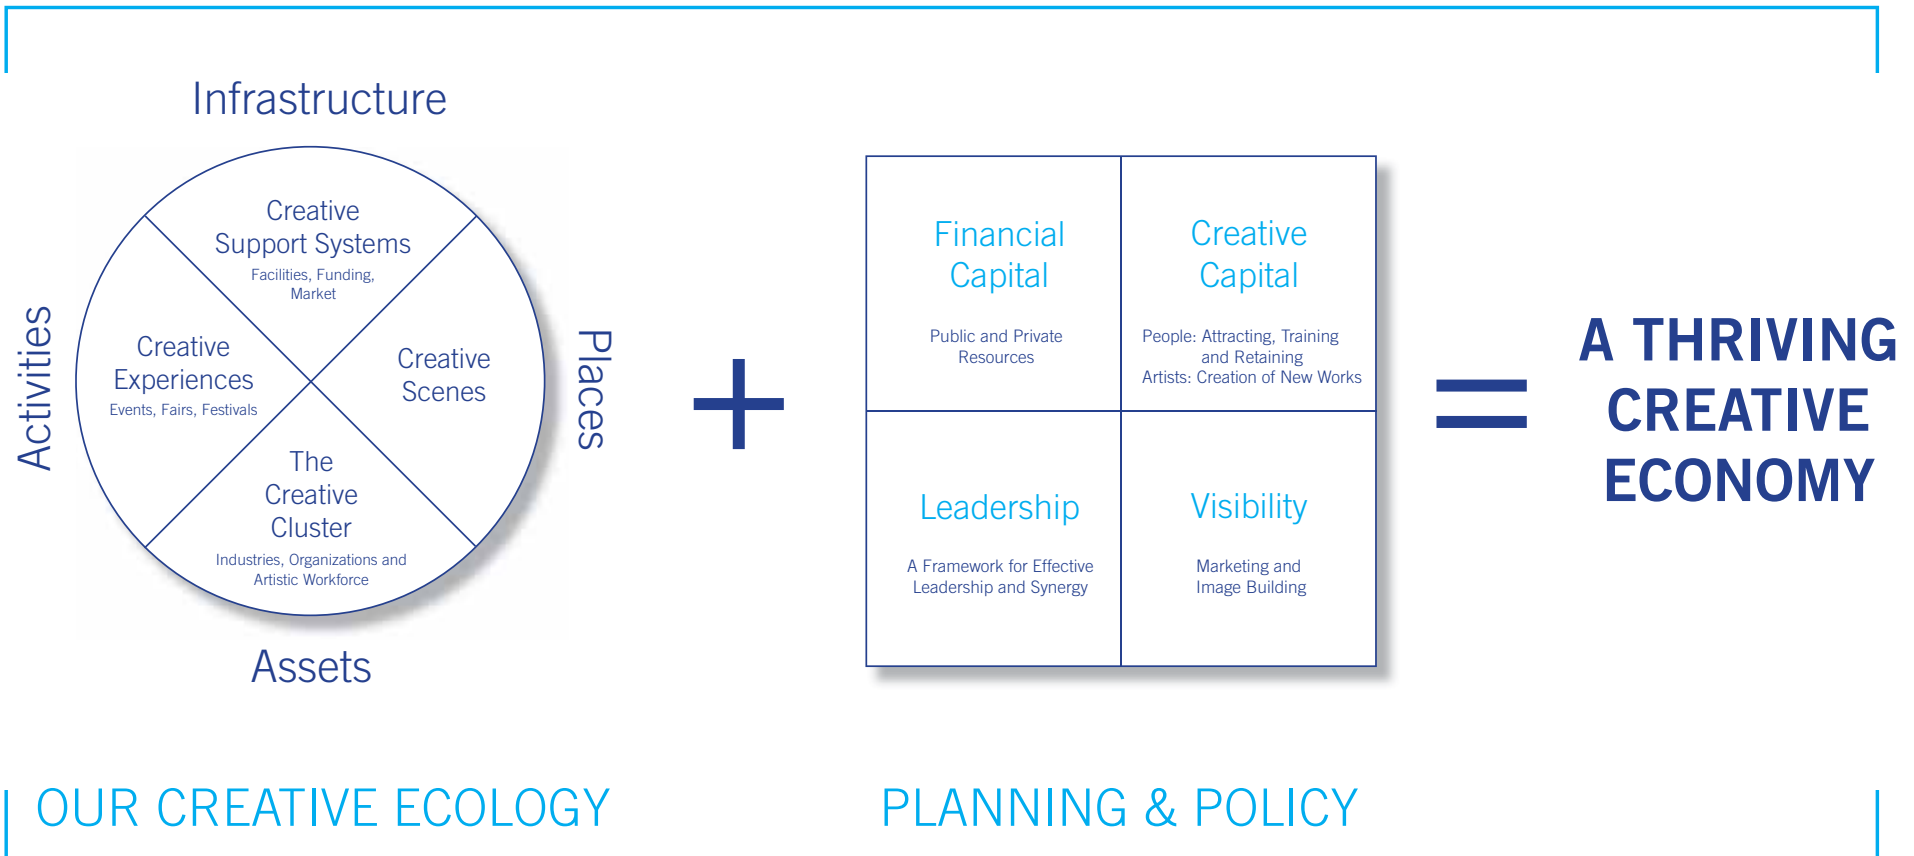 Infrastructure
Creative
Support Systems
Facilities, Funding,
Market
Activities
Creative
Experiences
Events, Fairs, Festivals
Creative
Scenes
Places
The
Creative
Cluster
Industries, Organizations and
Artistic Workforce
Assets
OUR CREATIVE ECOLOGY
+
Financial
Capital
Public and Private
Resources
Creative
Capital
People: Attracting, Training
and Retaining
Artists: Creation of New Works
Leadership
A Framework for Effective
Leadership and Synergy
Visibility
Marketing and
Image Building
PLANNING & POLICY
=
A THRIVING
CREATIVE
ECONOMY